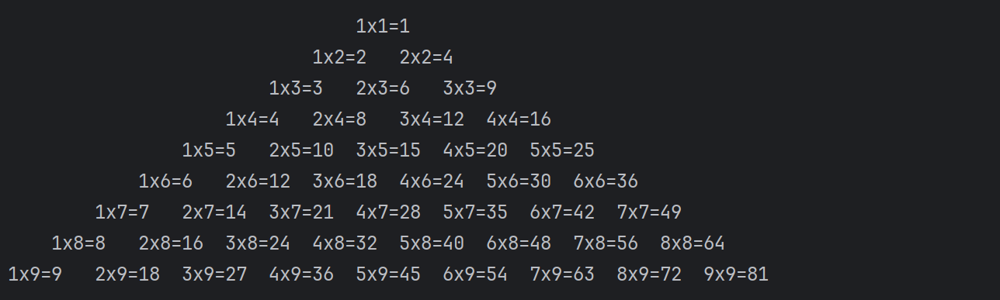 1x1=1
1x2=2 2x2=4
1x3=3 2x3=6 3x3=9
1x4=4 2x4=8 3x4=12 4x4=16
1x5=5 2x5=10 3x5=15 4x5=20 5x5=25
1x6=6 2x6=12 3x6=18 4x6=24 5x6=30 6x6=36
1x7=7 2x7=14 3x7=21 4x7=28 5x7=35 6x7=42 7x7=49
1x8=8 2x8=16 3x8=24 4x8=32 5x8=40 6x8=48 7x8=56 8x8=64
1x9=9 2x9=18 3x9=27 4x9=36 5x9=45 6x9=54 7x9=63 8x9=72 9x9=81